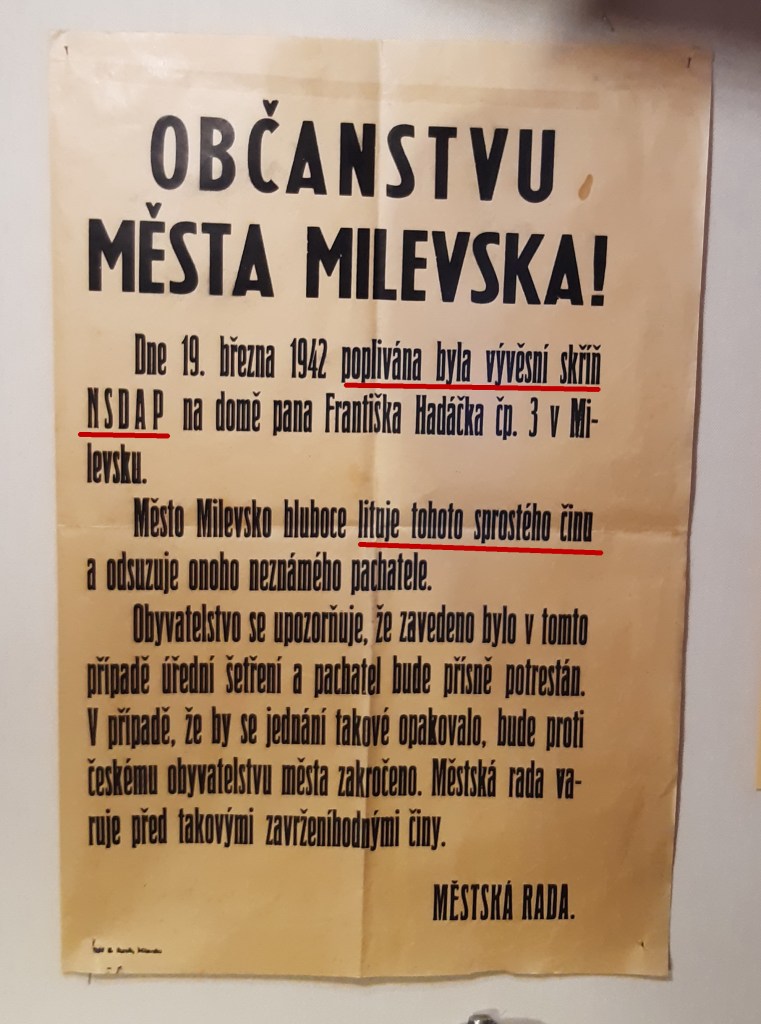 OBČANSTVU
MĚSTA MILEVSKA!
Dne 19. března 1942 poplivána byla vývěsní skříň
NSDAP na domě pana Františka Hadáčka čp. 3 v Mi-
levsku.
Město Milevsko hluboce lituje tohoto sprostého činu
a odsuzuje onoho neznámého pachatele.
Obyvatelstvo se upozorňuje, že zavedeno bylo v tomto
případě úřední šetření a pachatel bude přísně potrestán.
V případě, že by se jednání takové opakovalo, bude proti
českému obyvatelstvu města zakročeno. Městská rada va-
ruje před takovými zavrženíhodnými činy.
MĚSTSKÁ RADA.